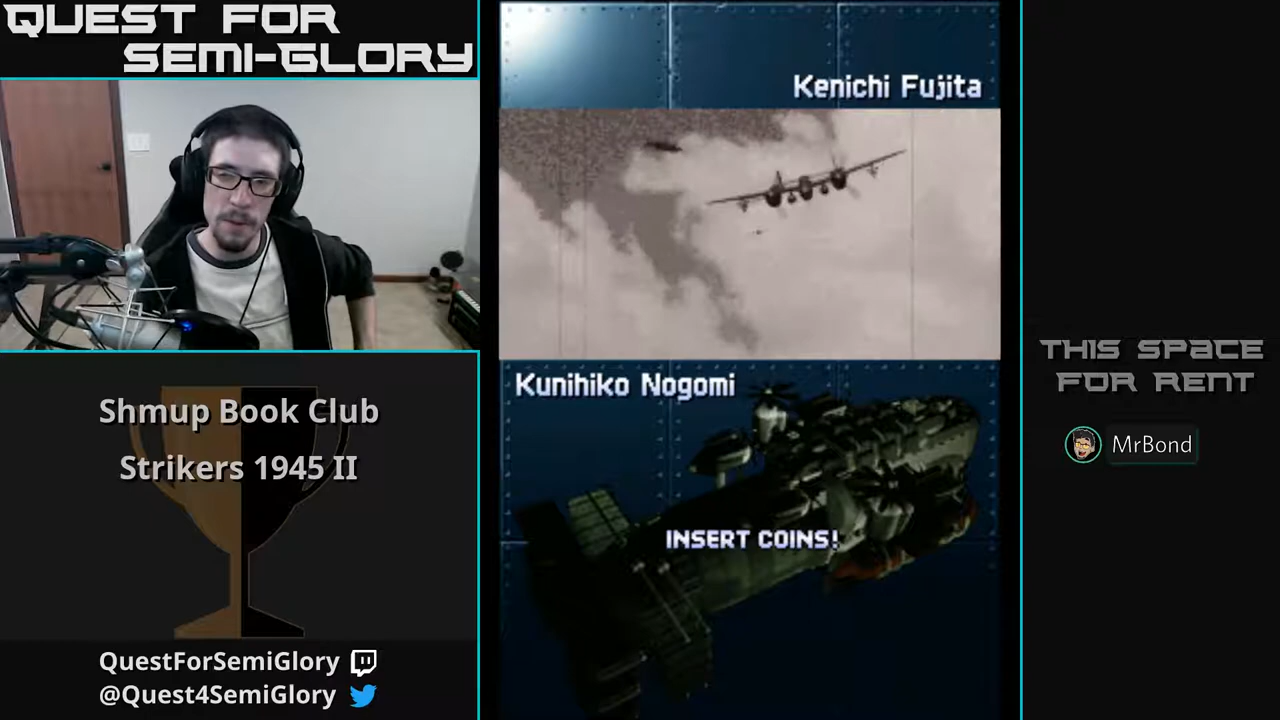 QUEST FOR
SEMI-GLORY
Shmup Book Club
Strikers 1945 II
QuestForSemiGlory
@Quest4SemiGlory
Kenichi Fujita
Kunihiko Nogomi
INSERT COINS!
THIS SPACE
FOR RENT
MrBond